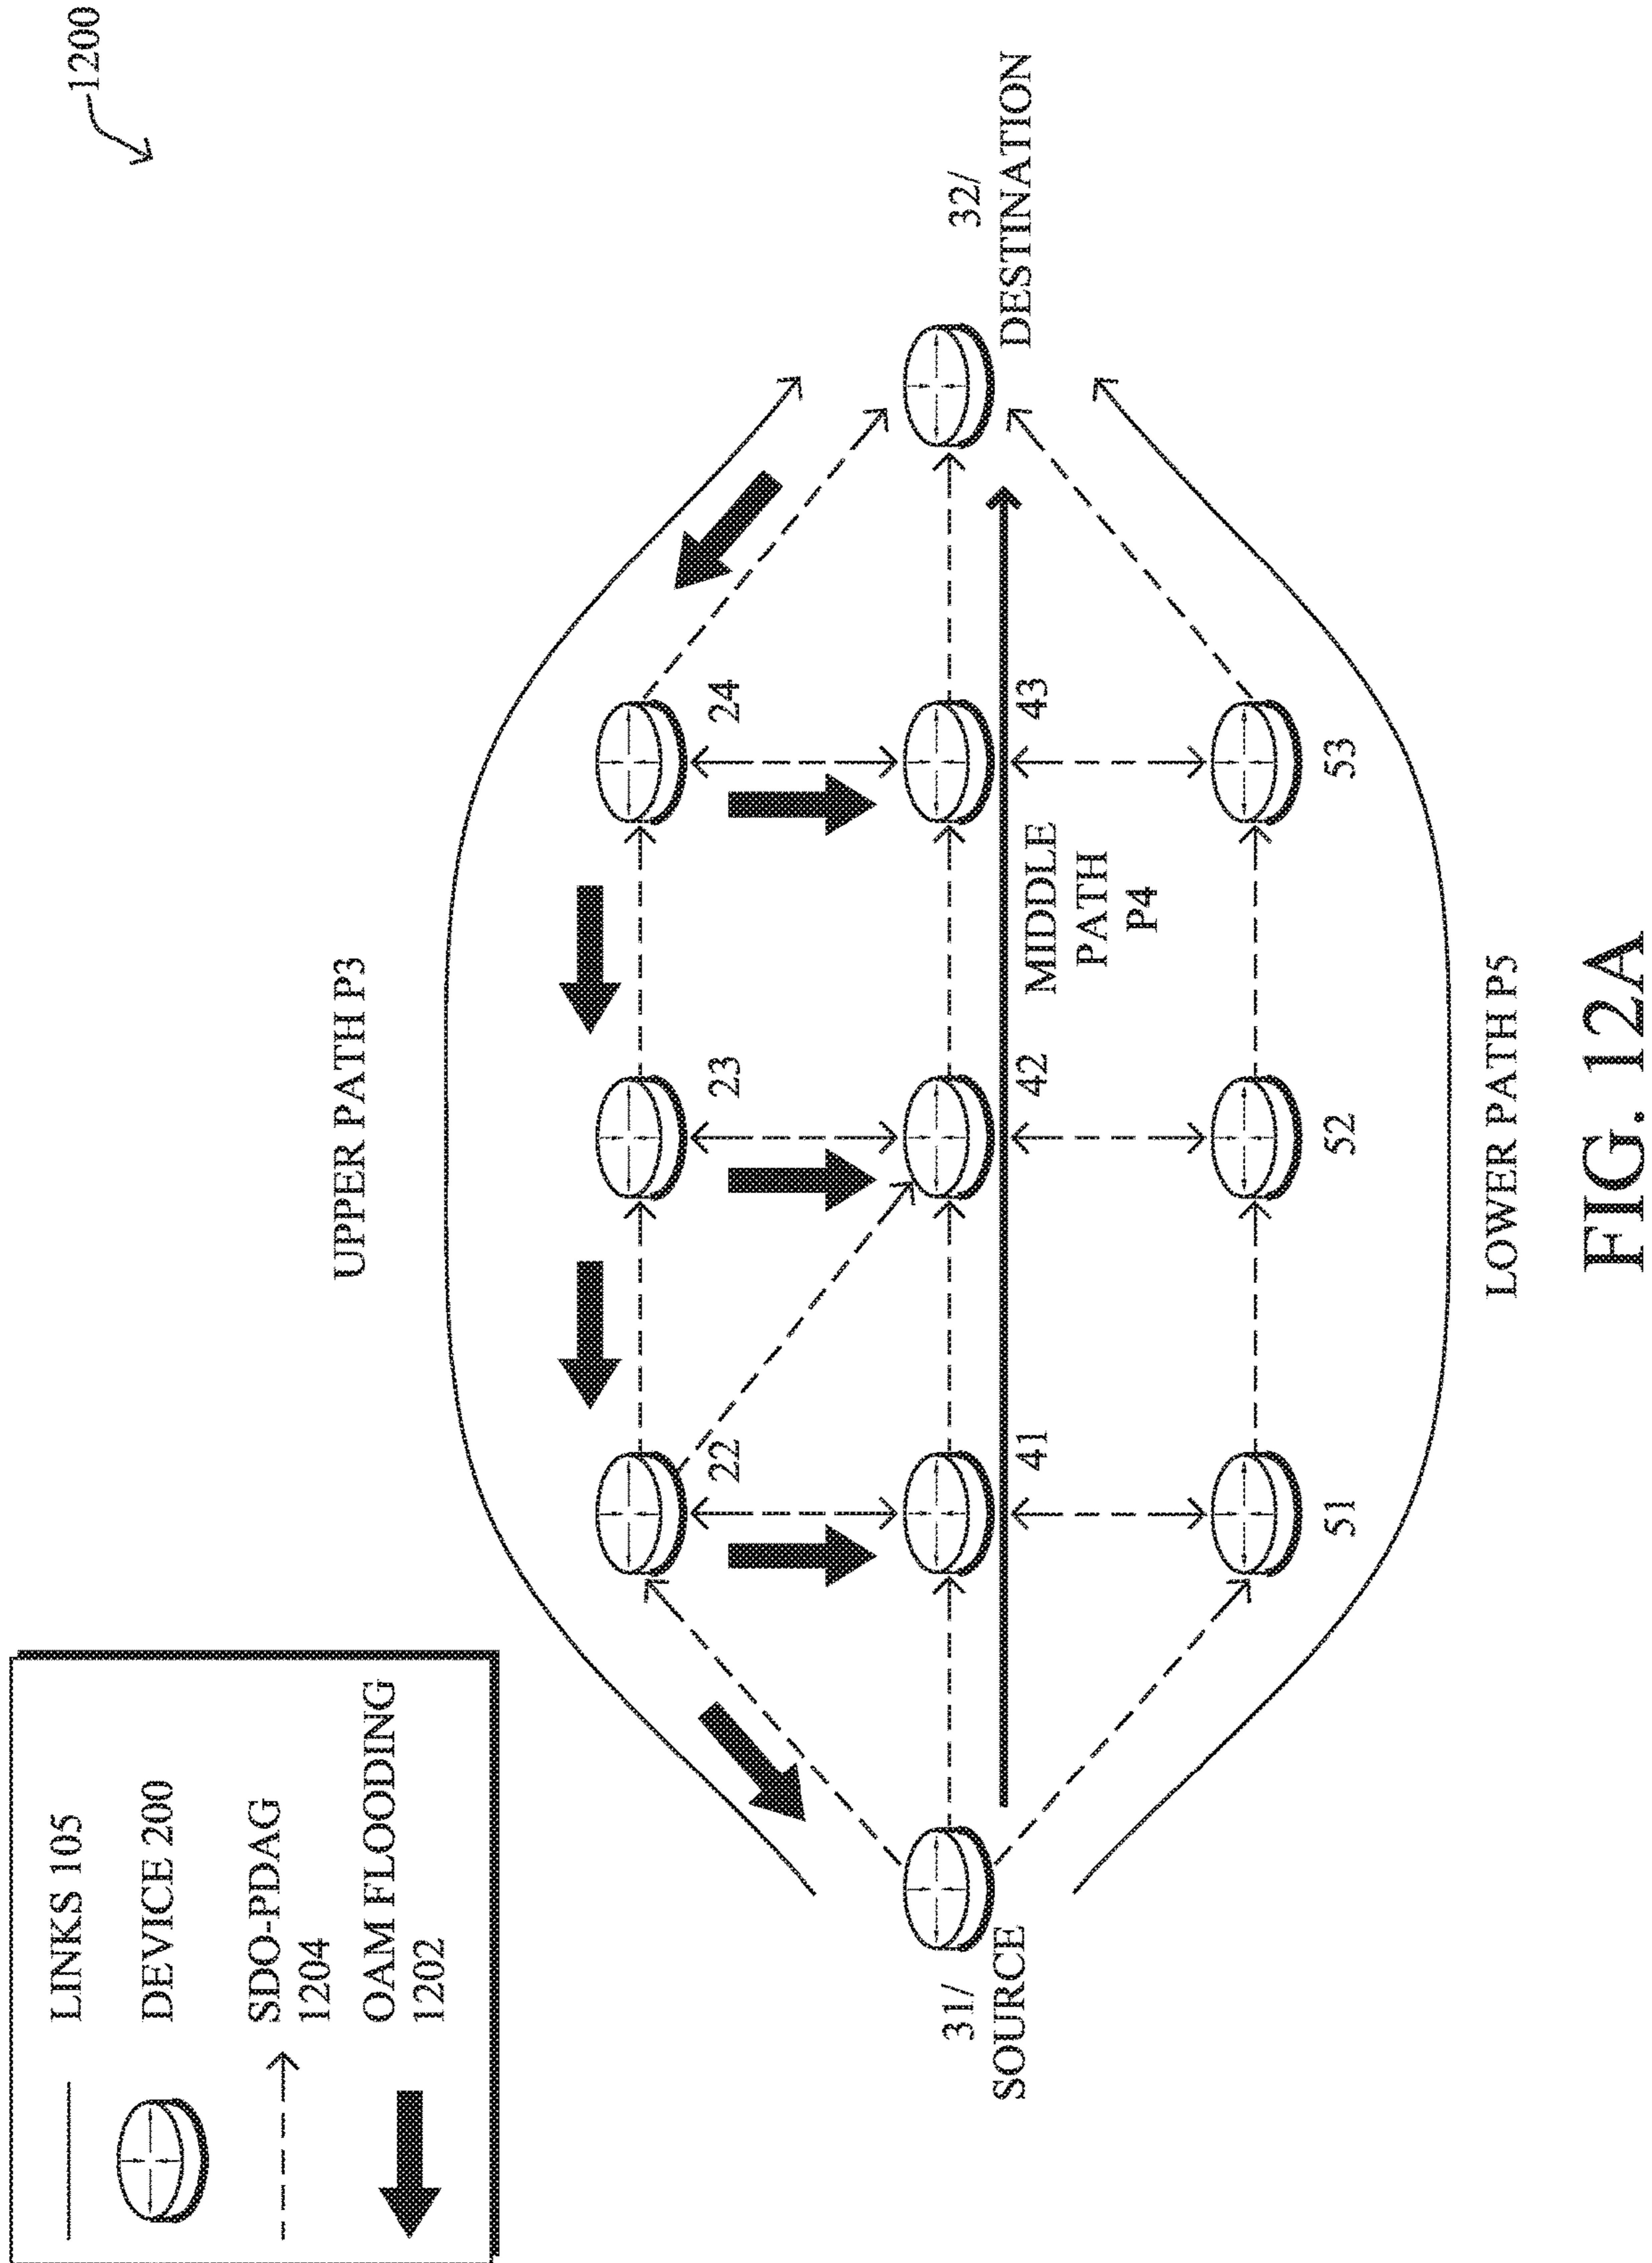 1200
LINKS 105
DEVICE 200
SDO-PDAG
1204
OAM FLOODING
1202
UPPER PATH P3
22
23
24
31/
SOURCE
32/
DESTINATION
41
42
43
MIDDLE
PATH
P4
51
52
53
LOWER PATH P5
FIG. 12A